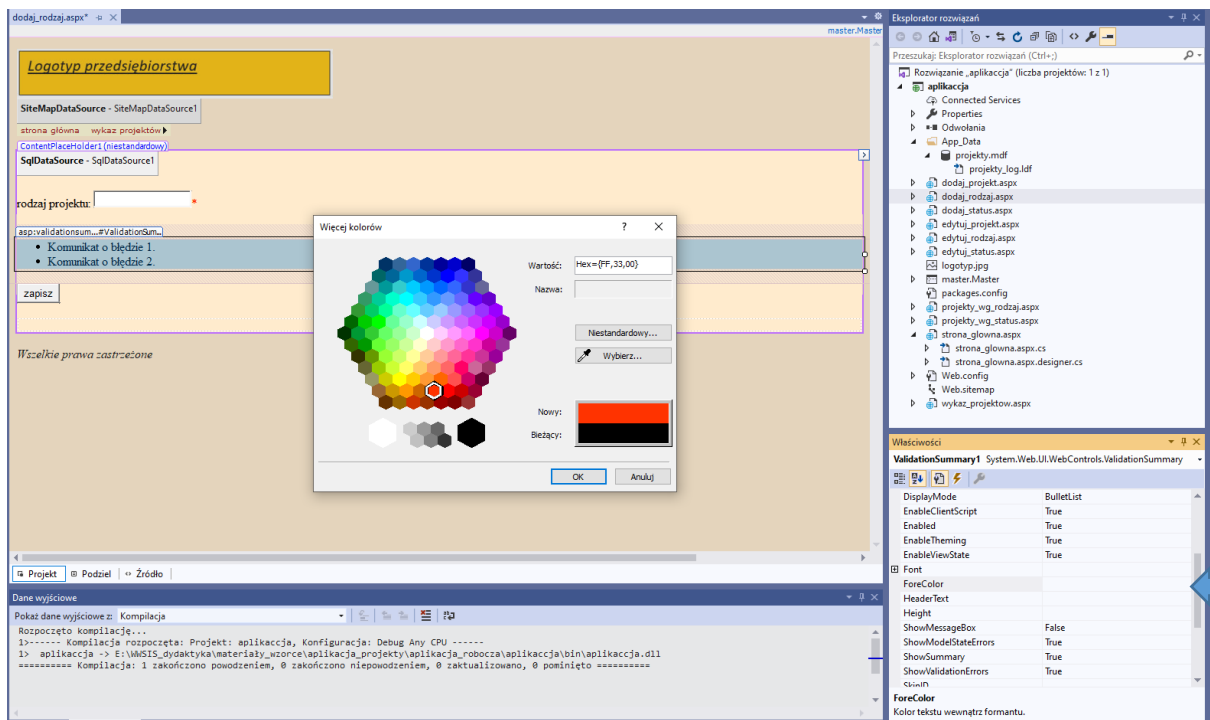 dodaj_rodzaj.aspx*
master.Master
Logotyp przedsiębiorstwa
SiteMapDataSource - SiteMapDataSource1
strona główna wykaz projektów
ContentPlaceHolder1 (niestandardowy)
SqlDataSource - SqlDataSource1
rodzaj projektu: *
asp:validationsum...#ValidationSum...
• Komunikat o błędzie 1.
• Komunikat o błędzie 2.
zapisz
Wszelkie prawa zastrzeżone
Więcej kolorów ? ✕
Wartość: Hex={FF,33,00}
Nazwa:
Niestandardowy...
Wybierz...
Nowy:
Bieżący:
OK Anuluj
Projekt Podziel Źródło
Dane wyjściowe
Pokaż dane wyjściowe z: Kompilacja
Rozpoczęto kompilację...
1>------ Kompilacja rozpoczęta: Projekt: aplikaccja, Konfiguracja: Debug Any CPU ------
1> aplikaccja -> E:\WWSIS_dydaktyka\materiały_wzorce\aplikacja_projekty\aplikacja_robocza\aplikaccja\bin\aplikaccja.dll
========== Kompilacja: 1 zakończono powodzeniem, 0 zakończono niepowodzeniem, 0 zaktualizowano, 0 pominięto ==========
Eksplorator rozwiązań
Przeszukaj: Eksplorator rozwiązań (Ctrl+;)
Rozwiązanie „aplikaccja” (liczba projektów: 1 z 1)
aplikaccja
Connected Services
Properties
Odwołania
App_Data
projekty.mdf
projekty_log.ldf
dodaj_projekt.aspx
dodaj_rodzaj.aspx
dodaj_status.aspx
edytuj_projekt.aspx
edytuj_rodzaj.aspx
edytuj_status.aspx
logotyp.jpg
master.Master
packages.config
projekty_wg_rodzaj.aspx
projekty_wg_status.aspx
strona_glowna.aspx
strona_glowna.aspx.cs
strona_glowna.aspx.designer.cs
Web.config
Web.sitemap
wykaz_projektow.aspx
Właściwości
ValidationSummary1 System.Web.UI.WebControls.ValidationSummary
DisplayMode BulletList
EnableClientScript True
Enabled True
EnableTheming True
EnableViewState True
Font
ForeColor
HeaderText
Height
ShowMessageBox False
ShowModelStateErrors True
ShowSummary True
ShowValidationErrors True
SkinID
ForeColor
Kolor tekstu wewnątrz formantu.